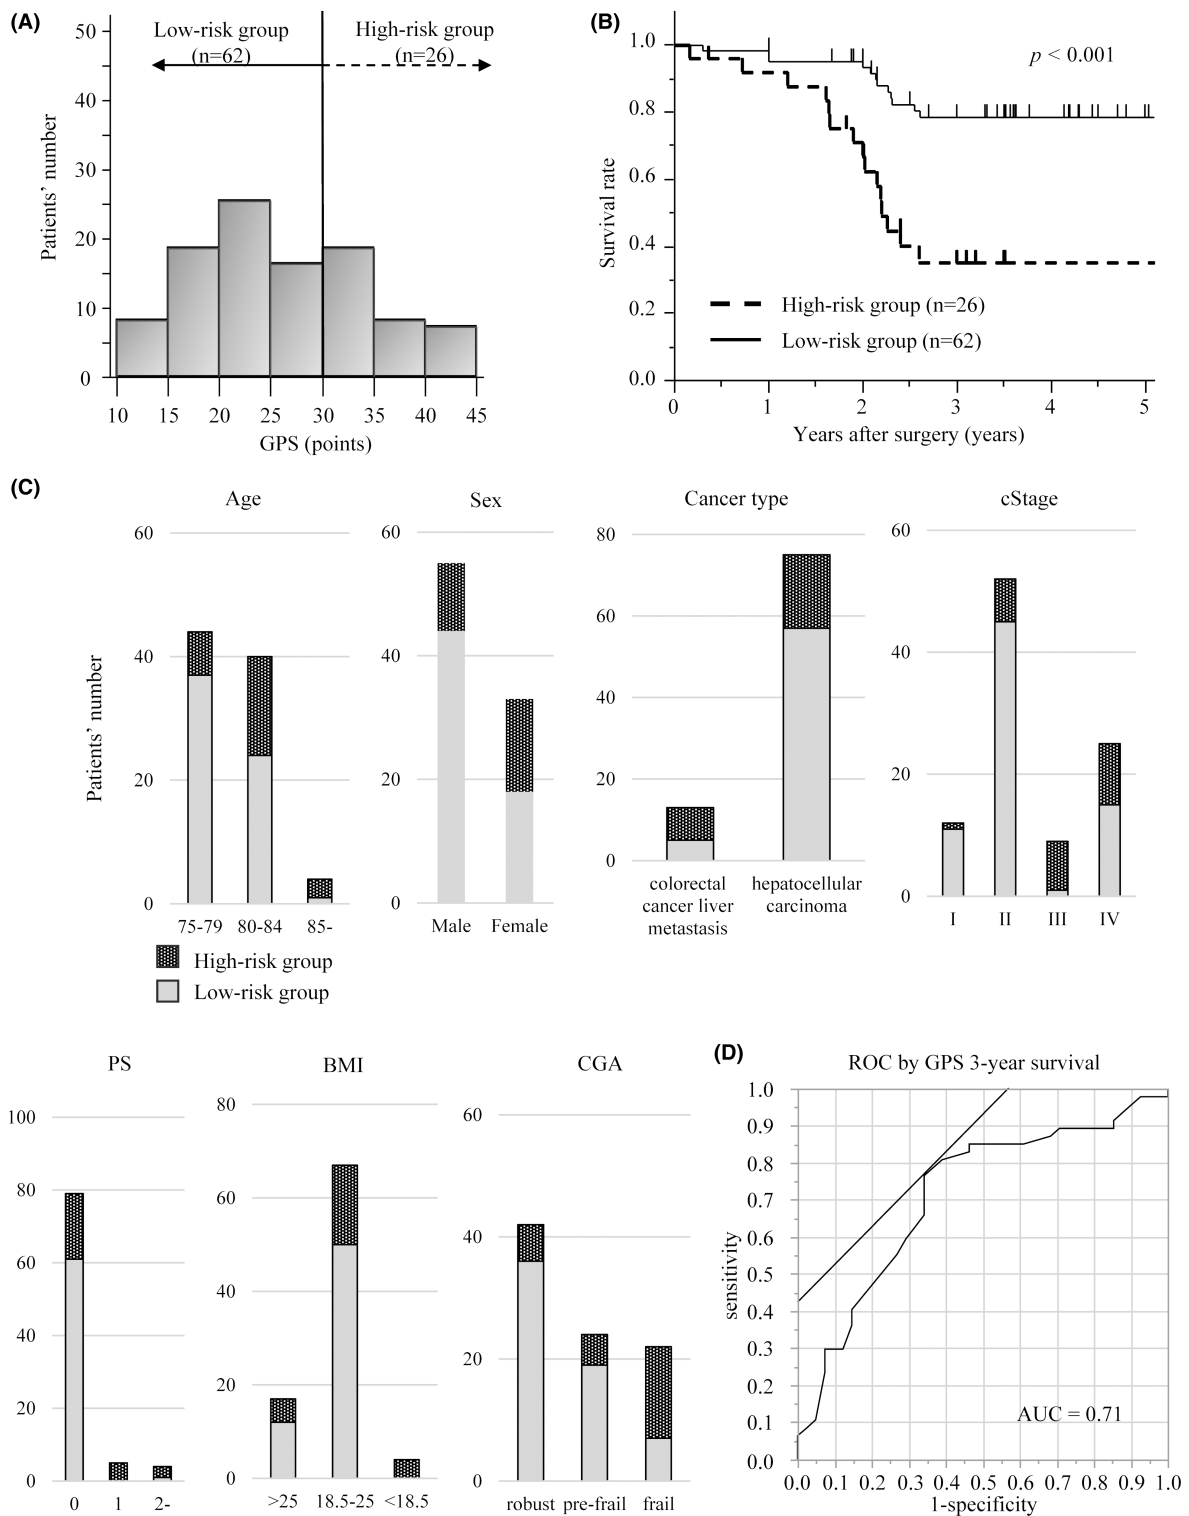 (A)
Low-risk group
(n=62)
High-risk group
(n=26)
Patients' number
50
40
30
20
10
0
10 15 20 25 30 35 40 45
GPS (points)
(B)
p < 0.001
Survival rate
1.0
0.8
0.6
0.4
0.2
0.0
High-risk group (n=26)
Low-risk group (n=62)
0 1 2 3 4 5
Years after surgery (years)
(C)
Patients' number
Age
60
40
20
0
75-79 80-84 85-
High-risk group
Low-risk group
Sex
60
40
20
0
Male Female
Cancer type
80
60
40
20
0
colorectal
cancer liver
metastasis
hepatocellular
carcinoma
cStage
60
40
20
0
I II III IV
PS
100
80
60
40
20
0
0 1 2-
BMI
80
60
40
20
0
>25 18.5-25 <18.5
CGA
60
40
20
0
robust pre-frail frail
(D)
ROC by GPS 3-year survival
sensitivity
1.0
0.9
0.8
0.7
0.6
0.5
0.4
0.3
0.2
0.1
0.0
AUC = 0.71
0.0 0.1 0.2 0.3 0.4 0.5 0.6 0.7 0.8 0.9 1.0
1-specificity